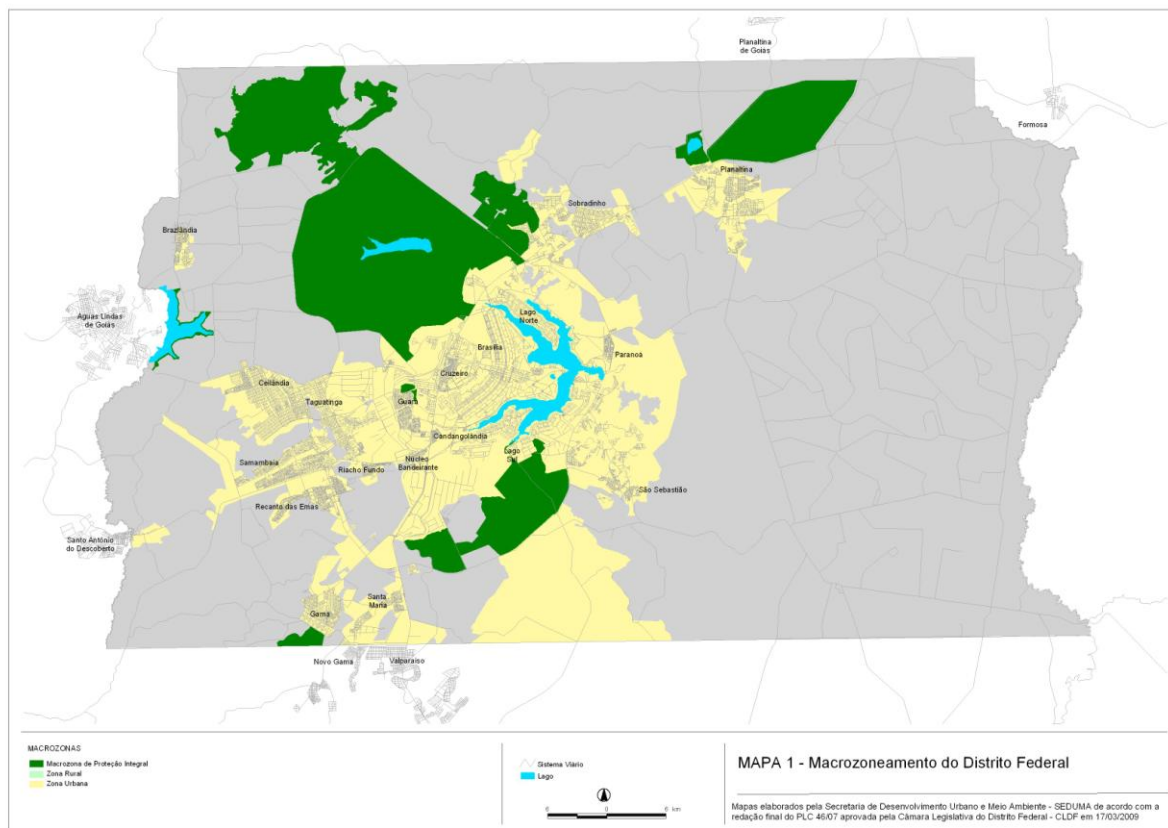 Planaltina
de Goiás
Formosa
Planaltina
Sobradinho
Brazlândia
Águas Lindas
de Goiás
Lago
Norte
Brasília
Paranoá
Cruzeiro
Ceilândia
Taguatinga
Guará
Candangolândia
Lago
Sul
Núcleo
Bandeirante
Samambaia
Riacho Fundo
São Sebastião
Recanto das Emas
Santo Antônio
do Descoberto
Santa
Maria
Gama
Novo Gama
Valparaíso
MACROZONAS
Macrozona de Proteção Integral
Zona Rural
Zona Urbana
Sistema Viário
Lago
6 0 6 km
MAPA 1 - Macrozoneamento do Distrito Federal
Mapas elaborados pela Secretaria de Desenvolvimento Urbano e Meio Ambiente - SEDUMA de acordo com a
redação final do PLC 46/07 aprovada pela Câmara Legislativa do Distrito Federal - CLDF em 17/03/2009